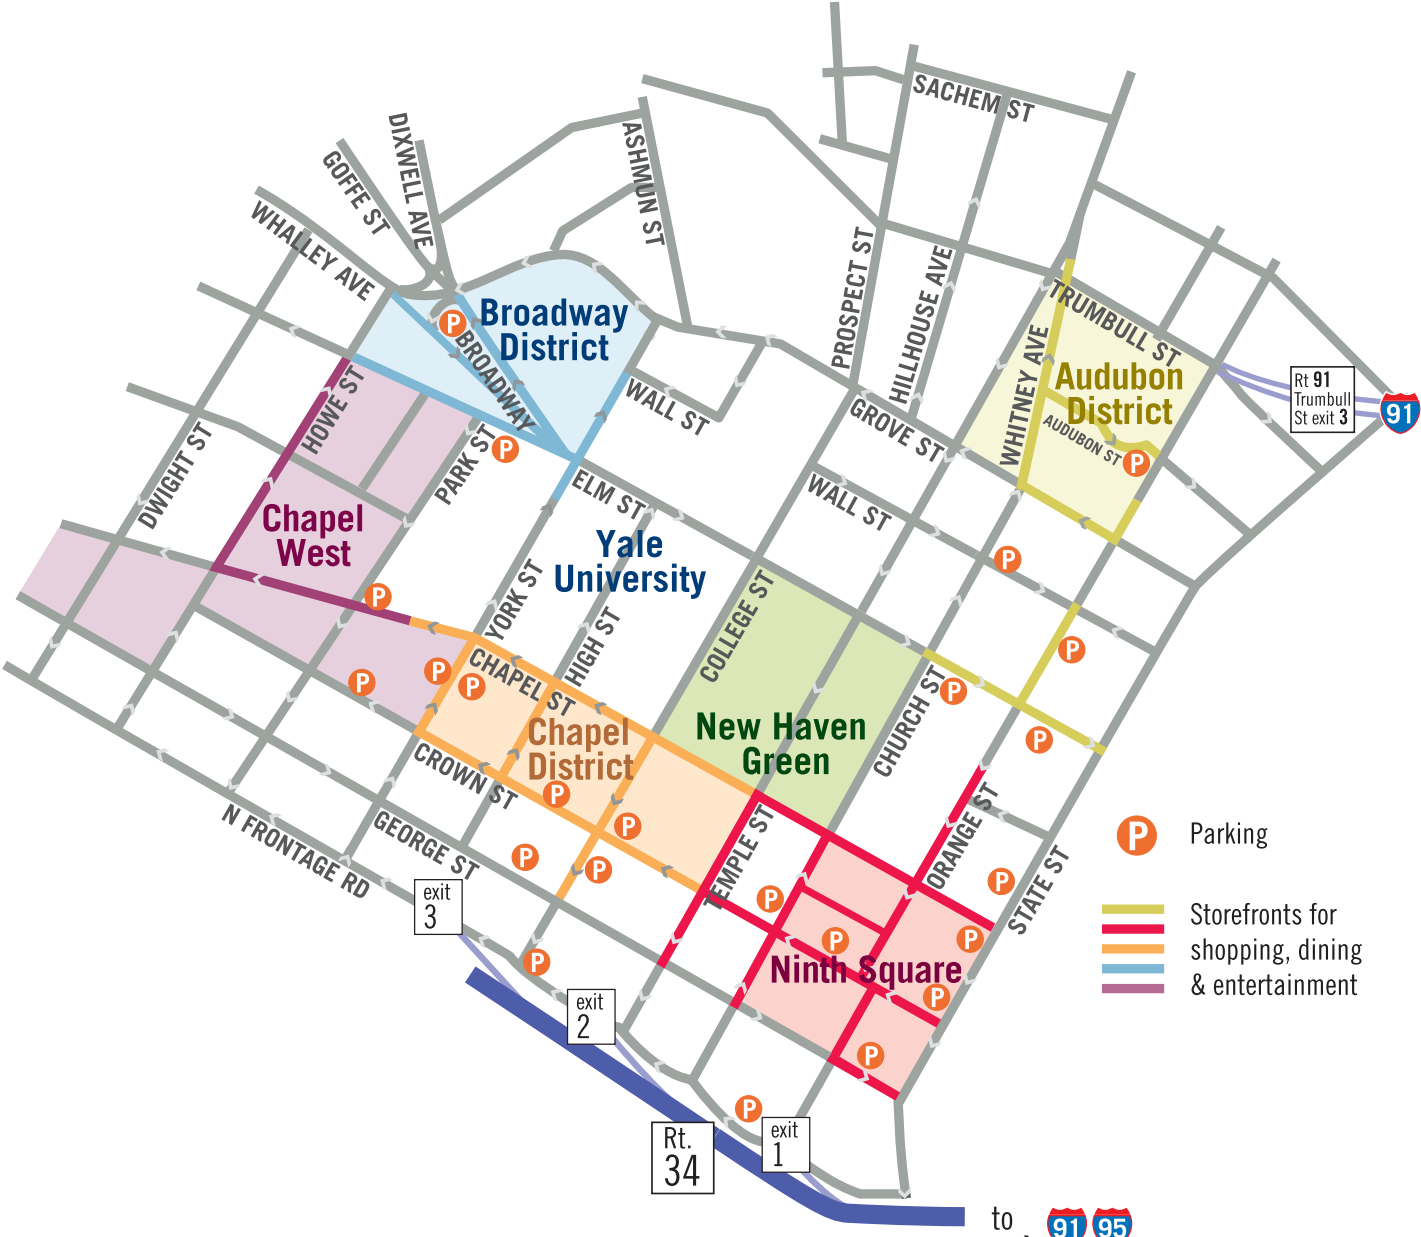 SACHEM ST
DIXWELL AVE
GOFFE ST
ASHMUN ST
WHALLEY AVE
PROSPECT ST
HILLHOUSE AVE
TRUMBULL ST
Broadway
District
P
BROADWAY
WHITNEY AVE
Audubon
District
AUDUBON ST
P
Rt 91
Trumbull
St exit 3
91
HOWE ST
WALL ST
GROVE ST
DWIGHT ST
PARK ST
P
ELM ST
WALL ST
Chapel
West
Yale
University
P
P
YORK ST
HIGH ST
COLLEGE ST
CHURCH ST
P
P
P
P
P
CHAPEL ST
Chapel
District
New Haven
Green
P
CROWN ST
P
P
TEMPLE ST
ORANGE ST
STATE ST
P
Parking
N FRONTAGE RD
GEORGE ST
P
P
P
P
P
P
Ninth Square
P
P
P
P
Storefronts for
shopping, dining
& entertainment
exit
3
exit
2
exit
1
Rt.
34
to
91
95